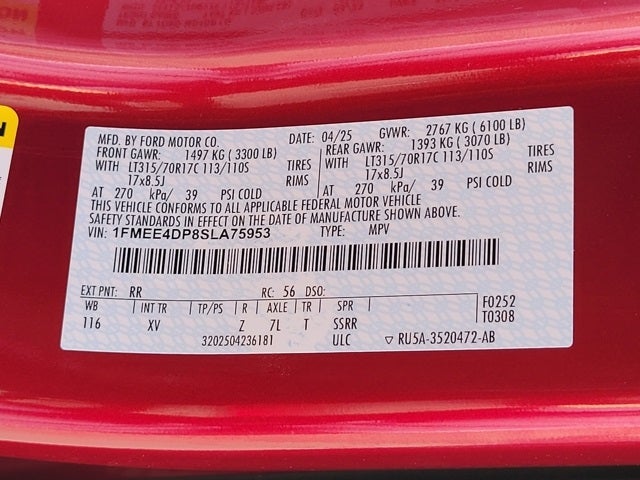 MFD. BY FORD MOTOR CO. DATE: 04/25 GVWR: 2767 KG ( 6100 LB)
FRONT GAWR: 1497 KG ( 3300 LB) REAR GAWR: 1393 KG ( 3070 LB)
WITH LT315/70R17C 113/110S TIRES WITH LT315/70R17C 113/110S TIRES
17x8.5J RIMS 17x8.5J RIMS
AT 270 kPa/ 39 PSI COLD AT 270 kPa/ 39 PSI COLD
THIS VEHICLE CONFORMS TO ALL APPLICABLE FEDERAL MOTOR VEHICLE
SAFETY STANDARDS IN EFFECT ON THE DATE OF MANUFACTURE SHOWN ABOVE.
VIN: 1FMEE4DP8SLA75953 TYPE: MPV
EXT PNT: RR RC: 56 DSO:
WB INT TR TP/PS R AXLE TR SPR F0252
116 XV Z 7L T SSRR T0308
3202504236181 ULC ▽ RU5A-3520472-AB